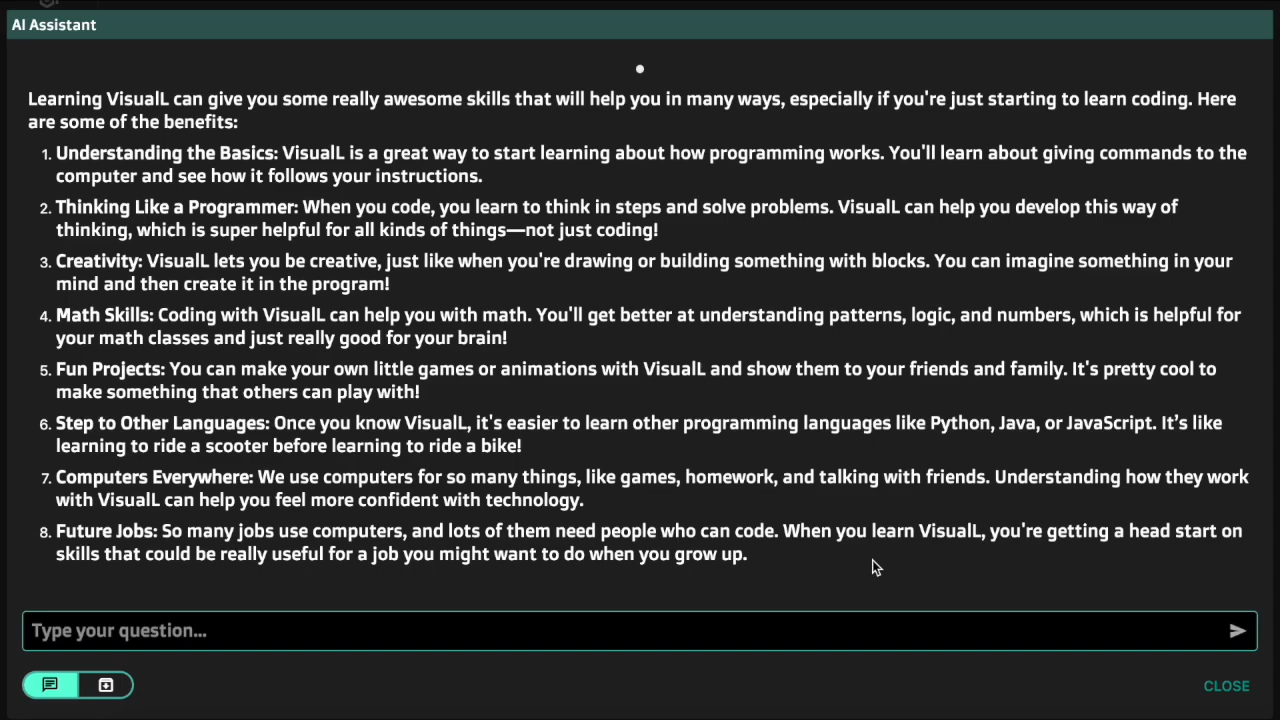 AI Assistant
Learning VisualL can give you some really awesome skills that will help you in many ways, especially if you're just starting to learn coding. Here
are some of the benefits:
1. Understanding the Basics: VisualL is a great way to start learning about how programming works. You'll learn about giving commands to the
computer and see how it follows your instructions.
2. Thinking Like a Programmer: When you code, you learn to think in steps and solve problems. VisualL can help you develop this way of
thinking, which is super helpful for all kinds of things—not just coding!
3. Creativity: VisualL lets you be creative, just like when you're drawing or building something with blocks. You can imagine something in your
mind and then create it in the program!
4. Math Skills: Coding with VisualL can help you with math. You'll get better at understanding patterns, logic, and numbers, which is helpful for
your math classes and just really good for your brain!
5. Fun Projects: You can make your own little games or animations with VisualL and show them to your friends and family. It's pretty cool to
make something that others can play with!
6. Step to Other Languages: Once you know VisualL, it's easier to learn other programming languages like Python, Java, or JavaScript. It’s like
learning to ride a scooter before learning to ride a bike!
7. Computers Everywhere: We use computers for so many things, like games, homework, and talking with friends. Understanding how they work
with VisualL can help you feel more confident with technology.
8. Future Jobs: So many jobs use computers, and lots of them need people who can code. When you learn VisualL, you're getting a head start on
skills that could be really useful for a job you might want to do when you grow up.
Type your question...
CLOSE